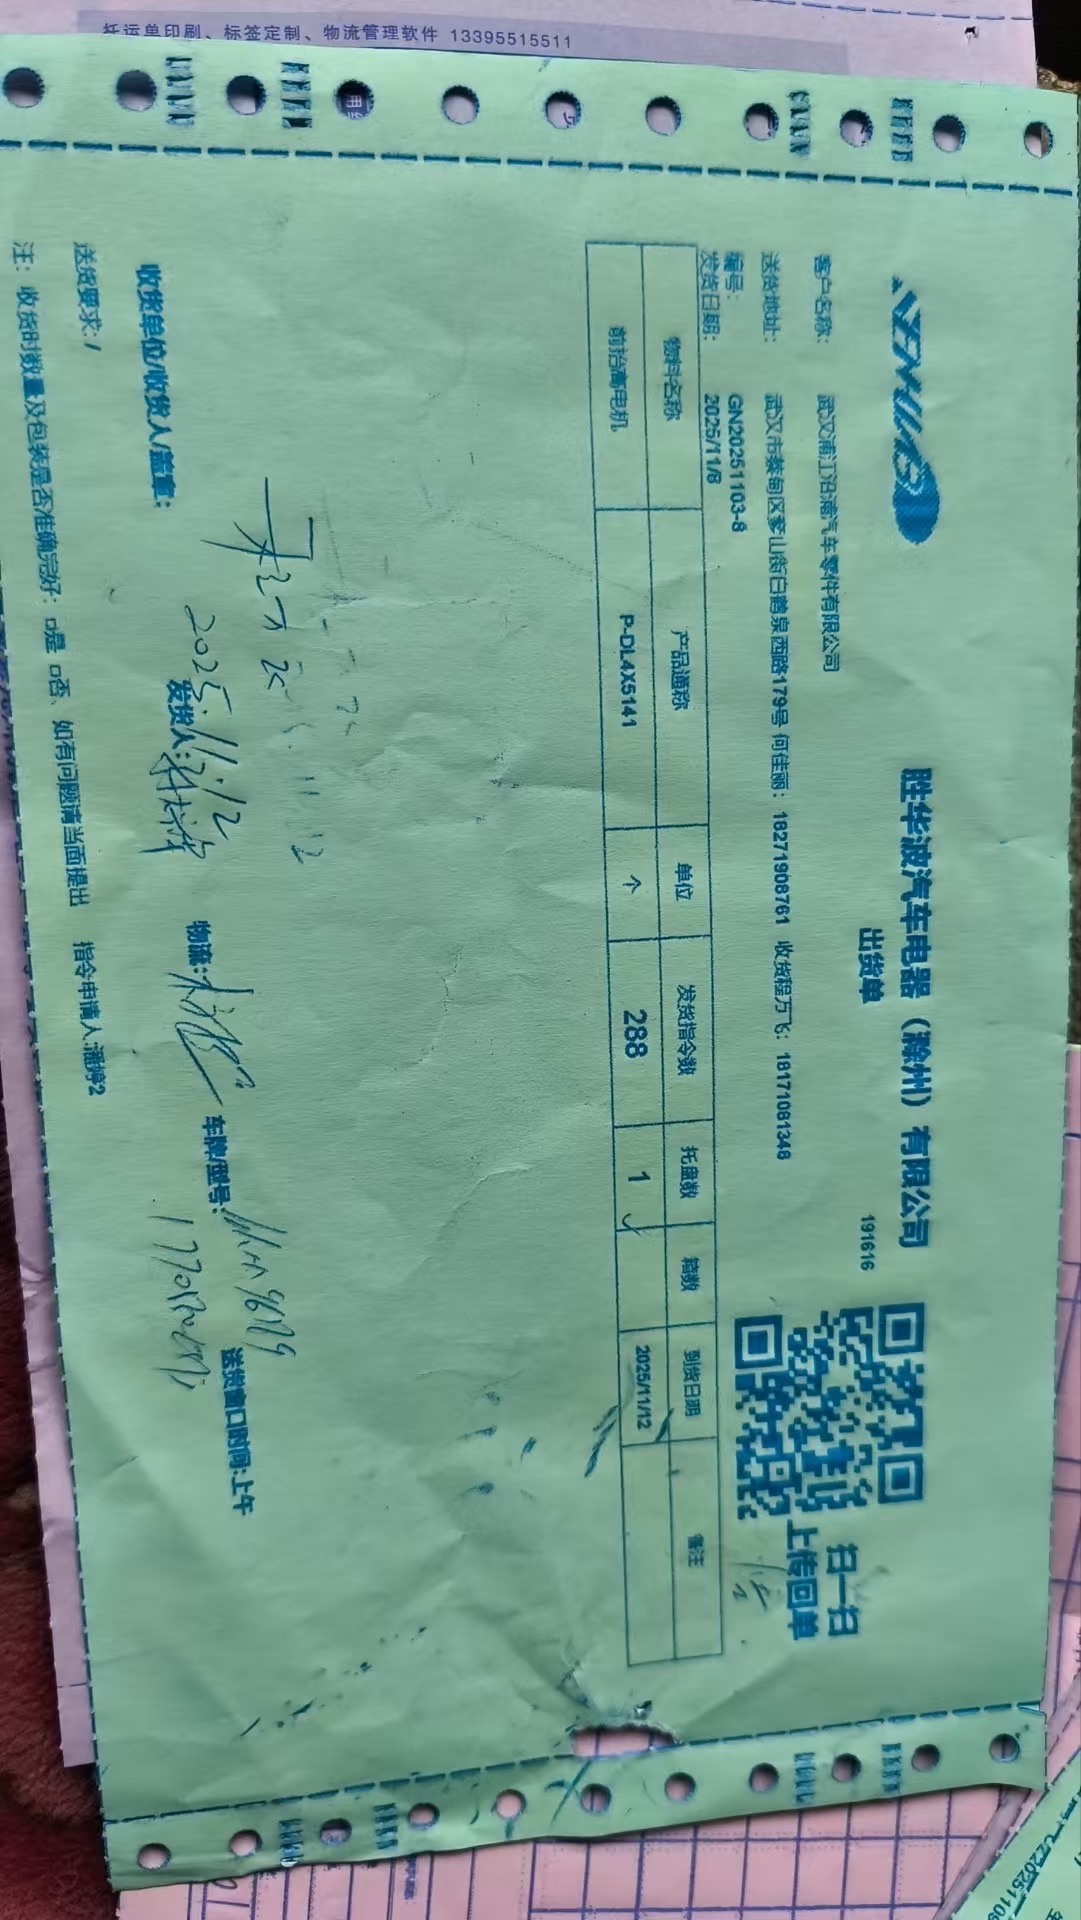 托运单印刷、标签定制、物流管理软件 13395515511
胜华波汽车电器（滁州）有限公司
出货单
191616
扫一扫
上传回单
客户名称： 武汉浦江沿浦汽车零件有限公司
送货地址： 武汉市蔡甸区奓山街白鹤泉西路179号 何佳丽：18271908761 收货程万飞：18171081348
编号： GN20251103-8
发货日期： 2025/11/8
物料名称 产品通称 单位 发货指令数 托盘数 箱数 到货日期 备注
前抬高电机 P-DL4X5141 个 288 1 2025/11/12
收货单位/收货人/盖章：
2025.11.12
发货人：
物流：
车牌/型号：
送货窗口时间:上午
送货要求：/
注：收货时数量及包装是否准确完好：□是 □否、如有问题请当面提出 指令申请人:潘婷2